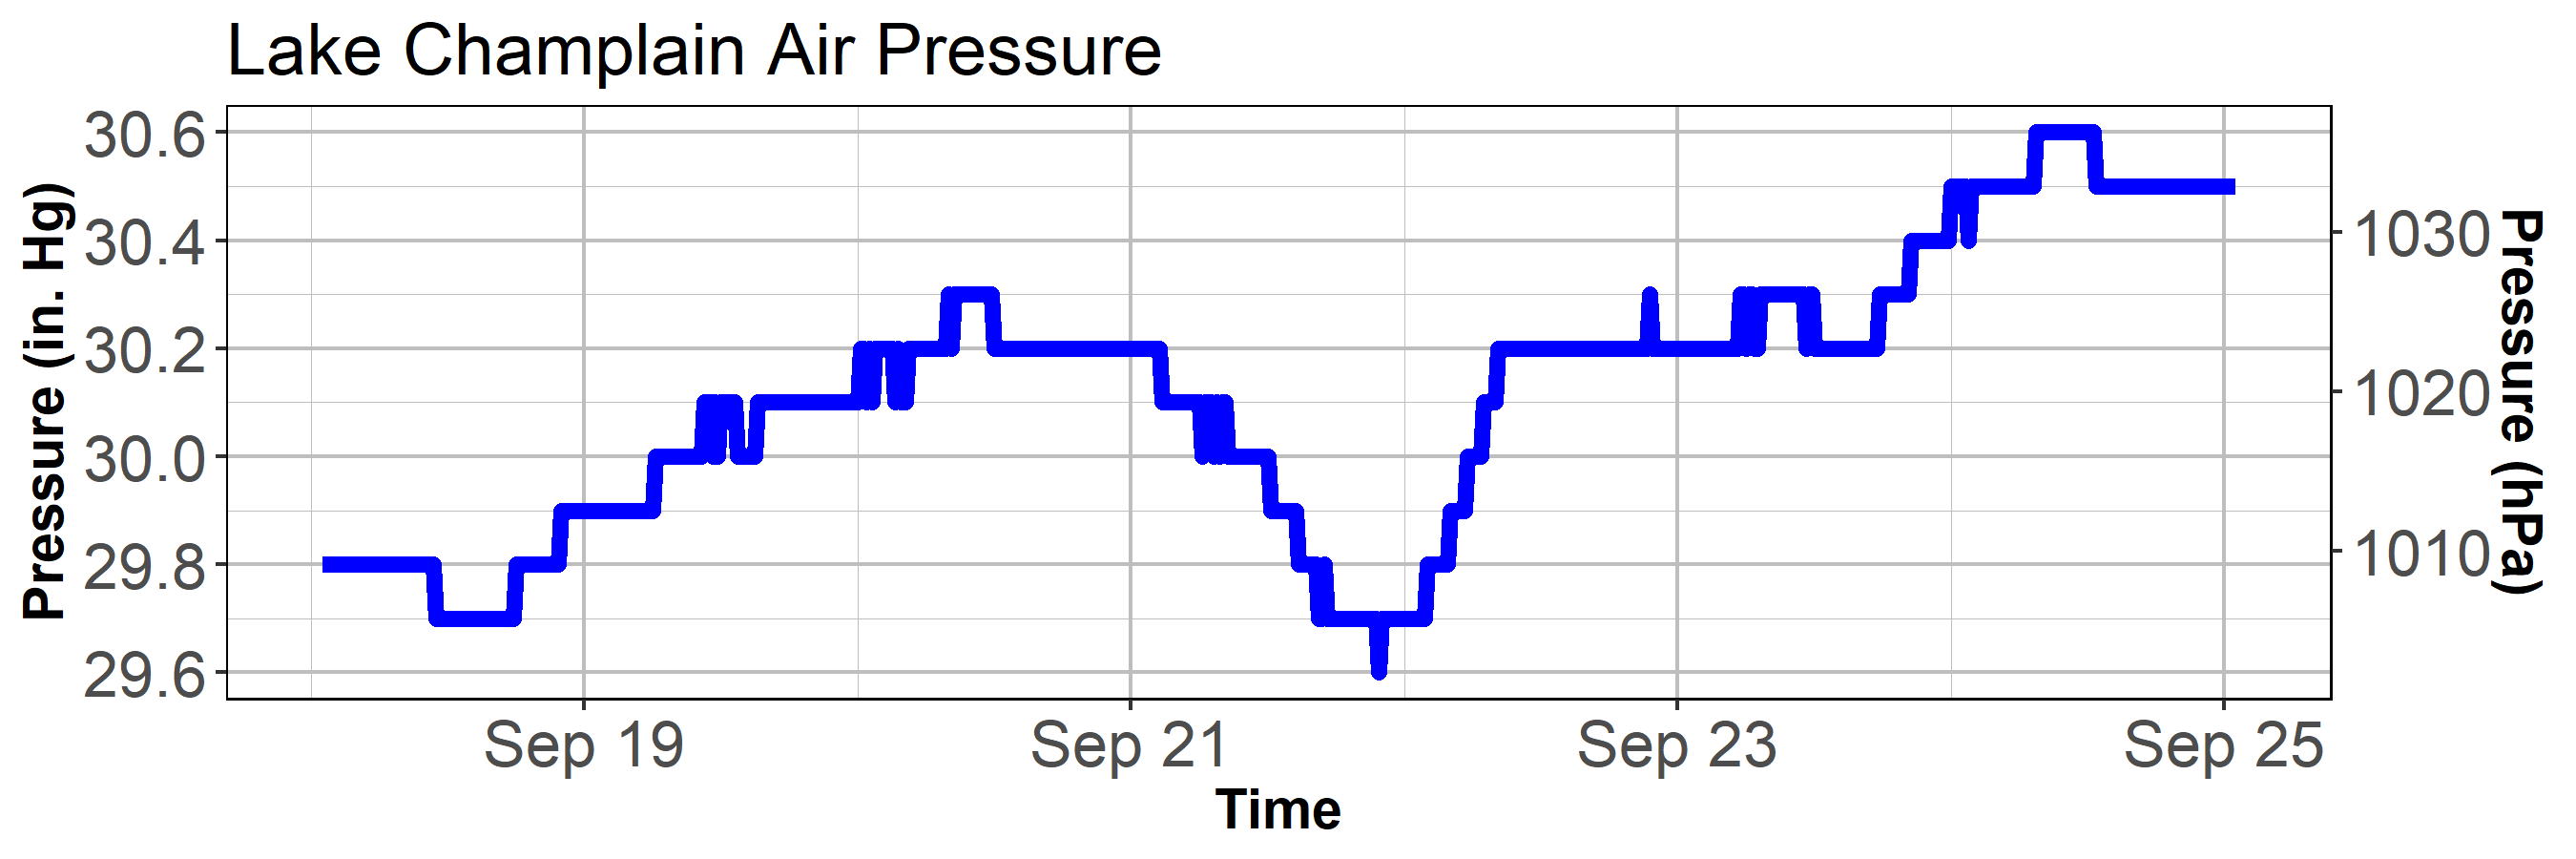 Lake Champlain Air Pressure
30.6
30.4
30.2
30.0
29.8
29.6
Pressure (in. Hg)
1030
1020
1010
Pressure (hPa)
Sep 19
Sep 21
Sep 23
Sep 25
Time